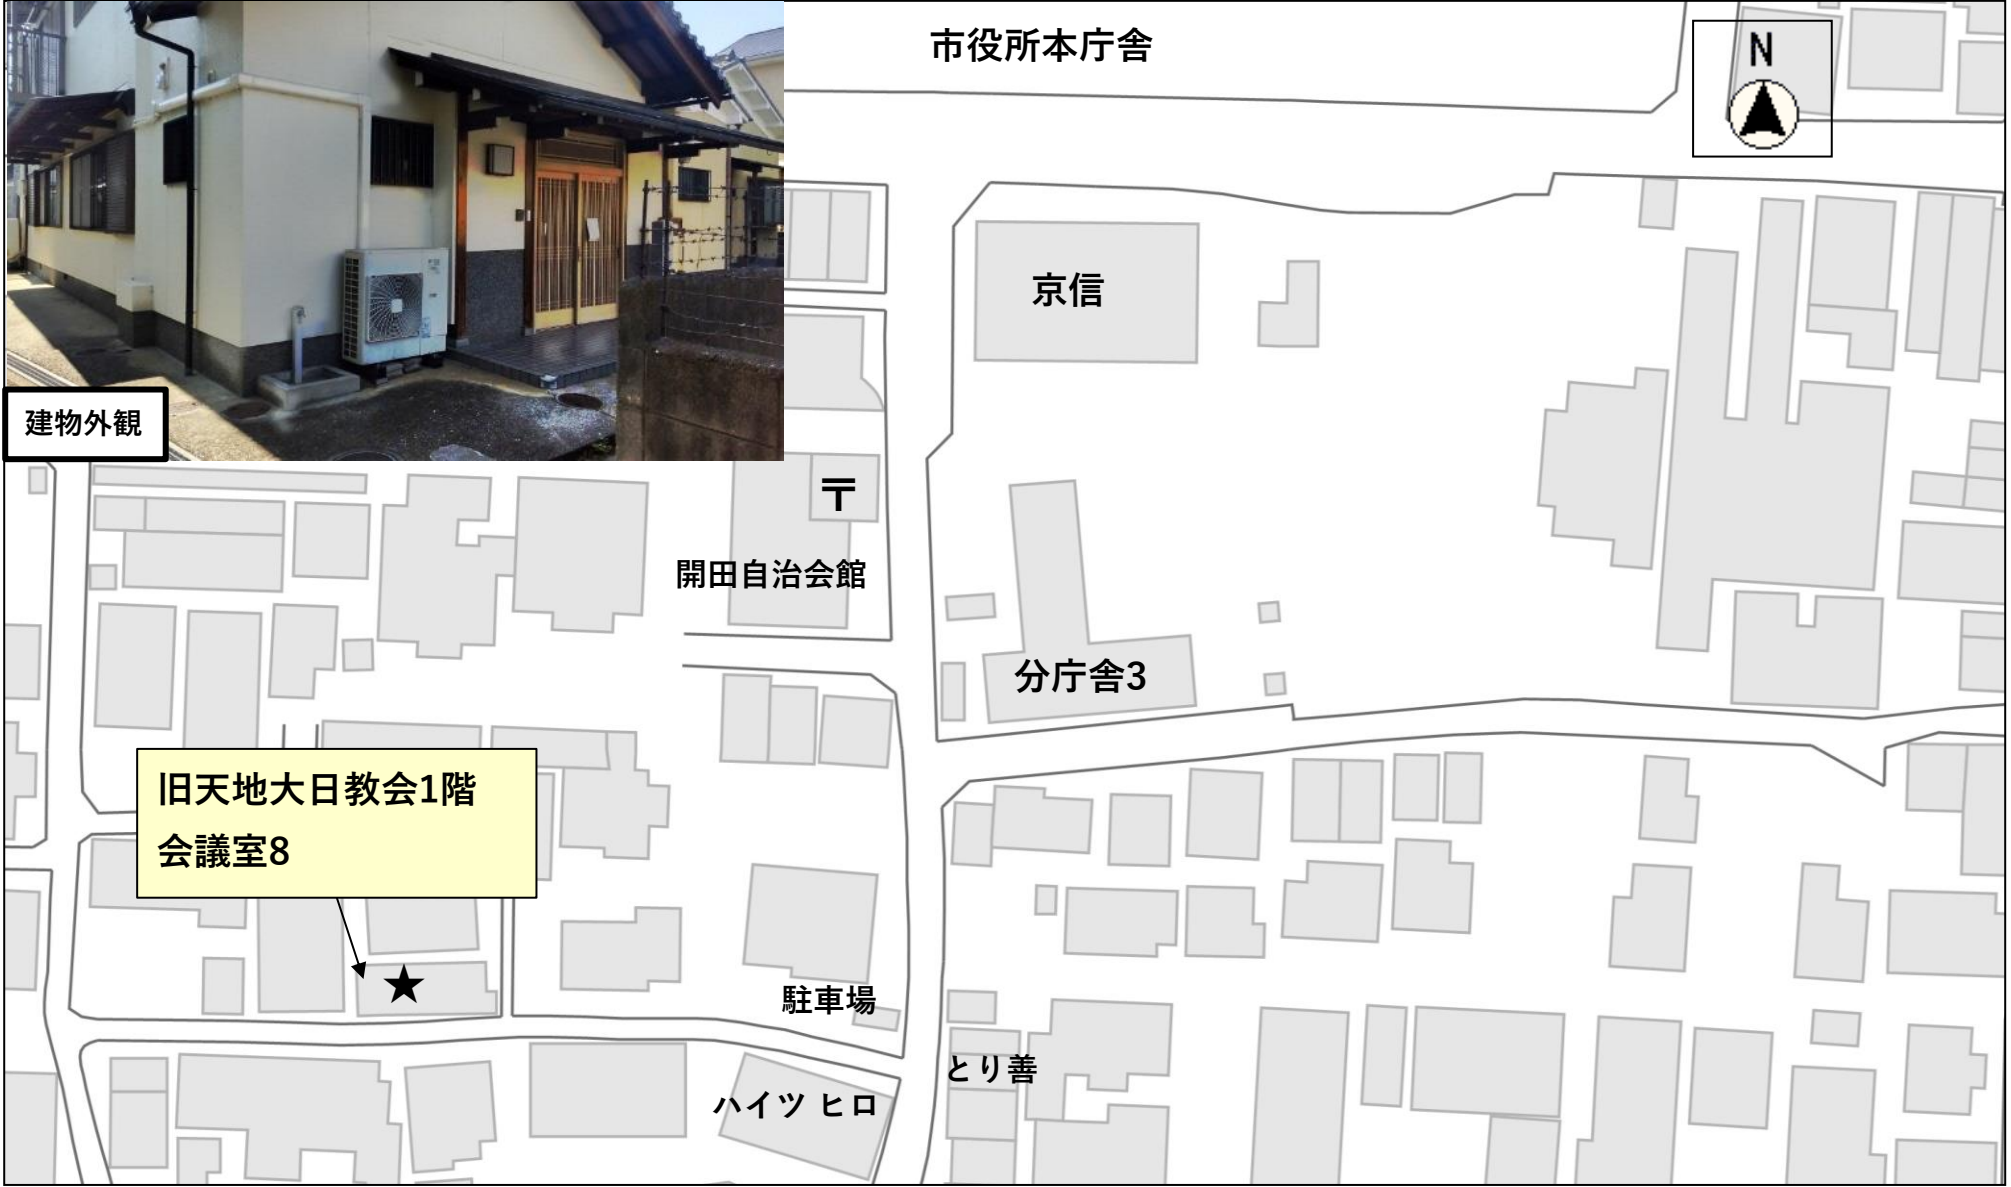 市役所本庁舎
N
京信
建物外観
〒
開田自治会館
分庁舎3
旧天地大日教会1階
会議室8
★
駐車場
とり善
ハイツ ヒロ